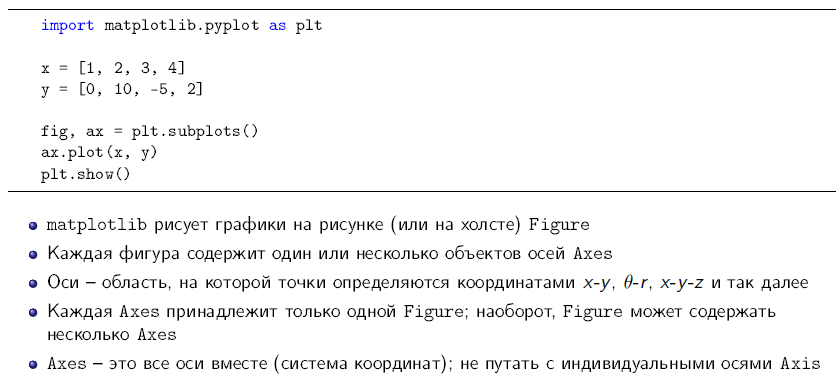 import matplotlib.pyplot as plt
x = [1, 2, 3, 4]
y = [0, 10, -5, 2]
fig, ax = plt.subplots()
ax.plot(x, y)
plt.show()
matplotlib рисует графики на рисунке (или на холсте) Figure
Каждая фигура содержит один или несколько объектов осей Axes
Оси – область, на которой точки определяются координатами x-y, θ-r, x-y-z и так далее
Каждая Axes принадлежит только одной Figure; наоборот, Figure может содержать
несколько Axes
Axes – это все оси вместе (система координат); не путать с индивидуальными осями Axis